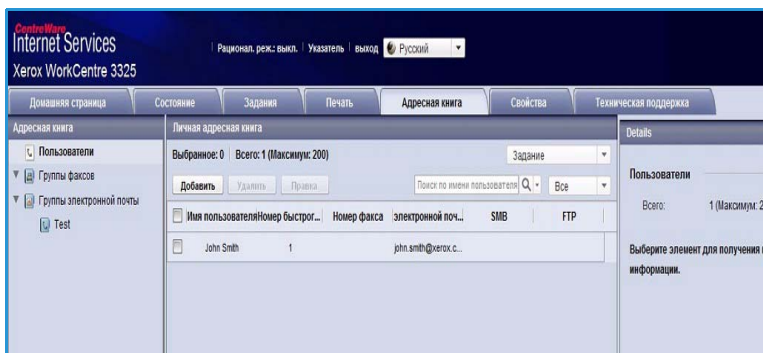 CentreWare
Internet Services
Xerox WorkCentre 3325
Рационал. реж.: выкл. | Указатель | выход Русский
Домашняя страница Состояние Задания Печать Адресная книга Свойства Техническая поддержка
Адресная книга
Пользователи
Группы факсов
Группы электронной почты
Test
Личная адресная книга
Выбранное: 0 Всего: 1 (Максимум: 200) Задание
Добавить Удалить Правка Поиск по имени пользователя Все
Имя пользователя Номер быстрог... Номер факса электронной поч... SMB FTP
John Smith 1 john.smith@xerox.c...
Details
Пользователи
Всего: 1 (Максимум: 2
Выберите элемент для получения
информации.